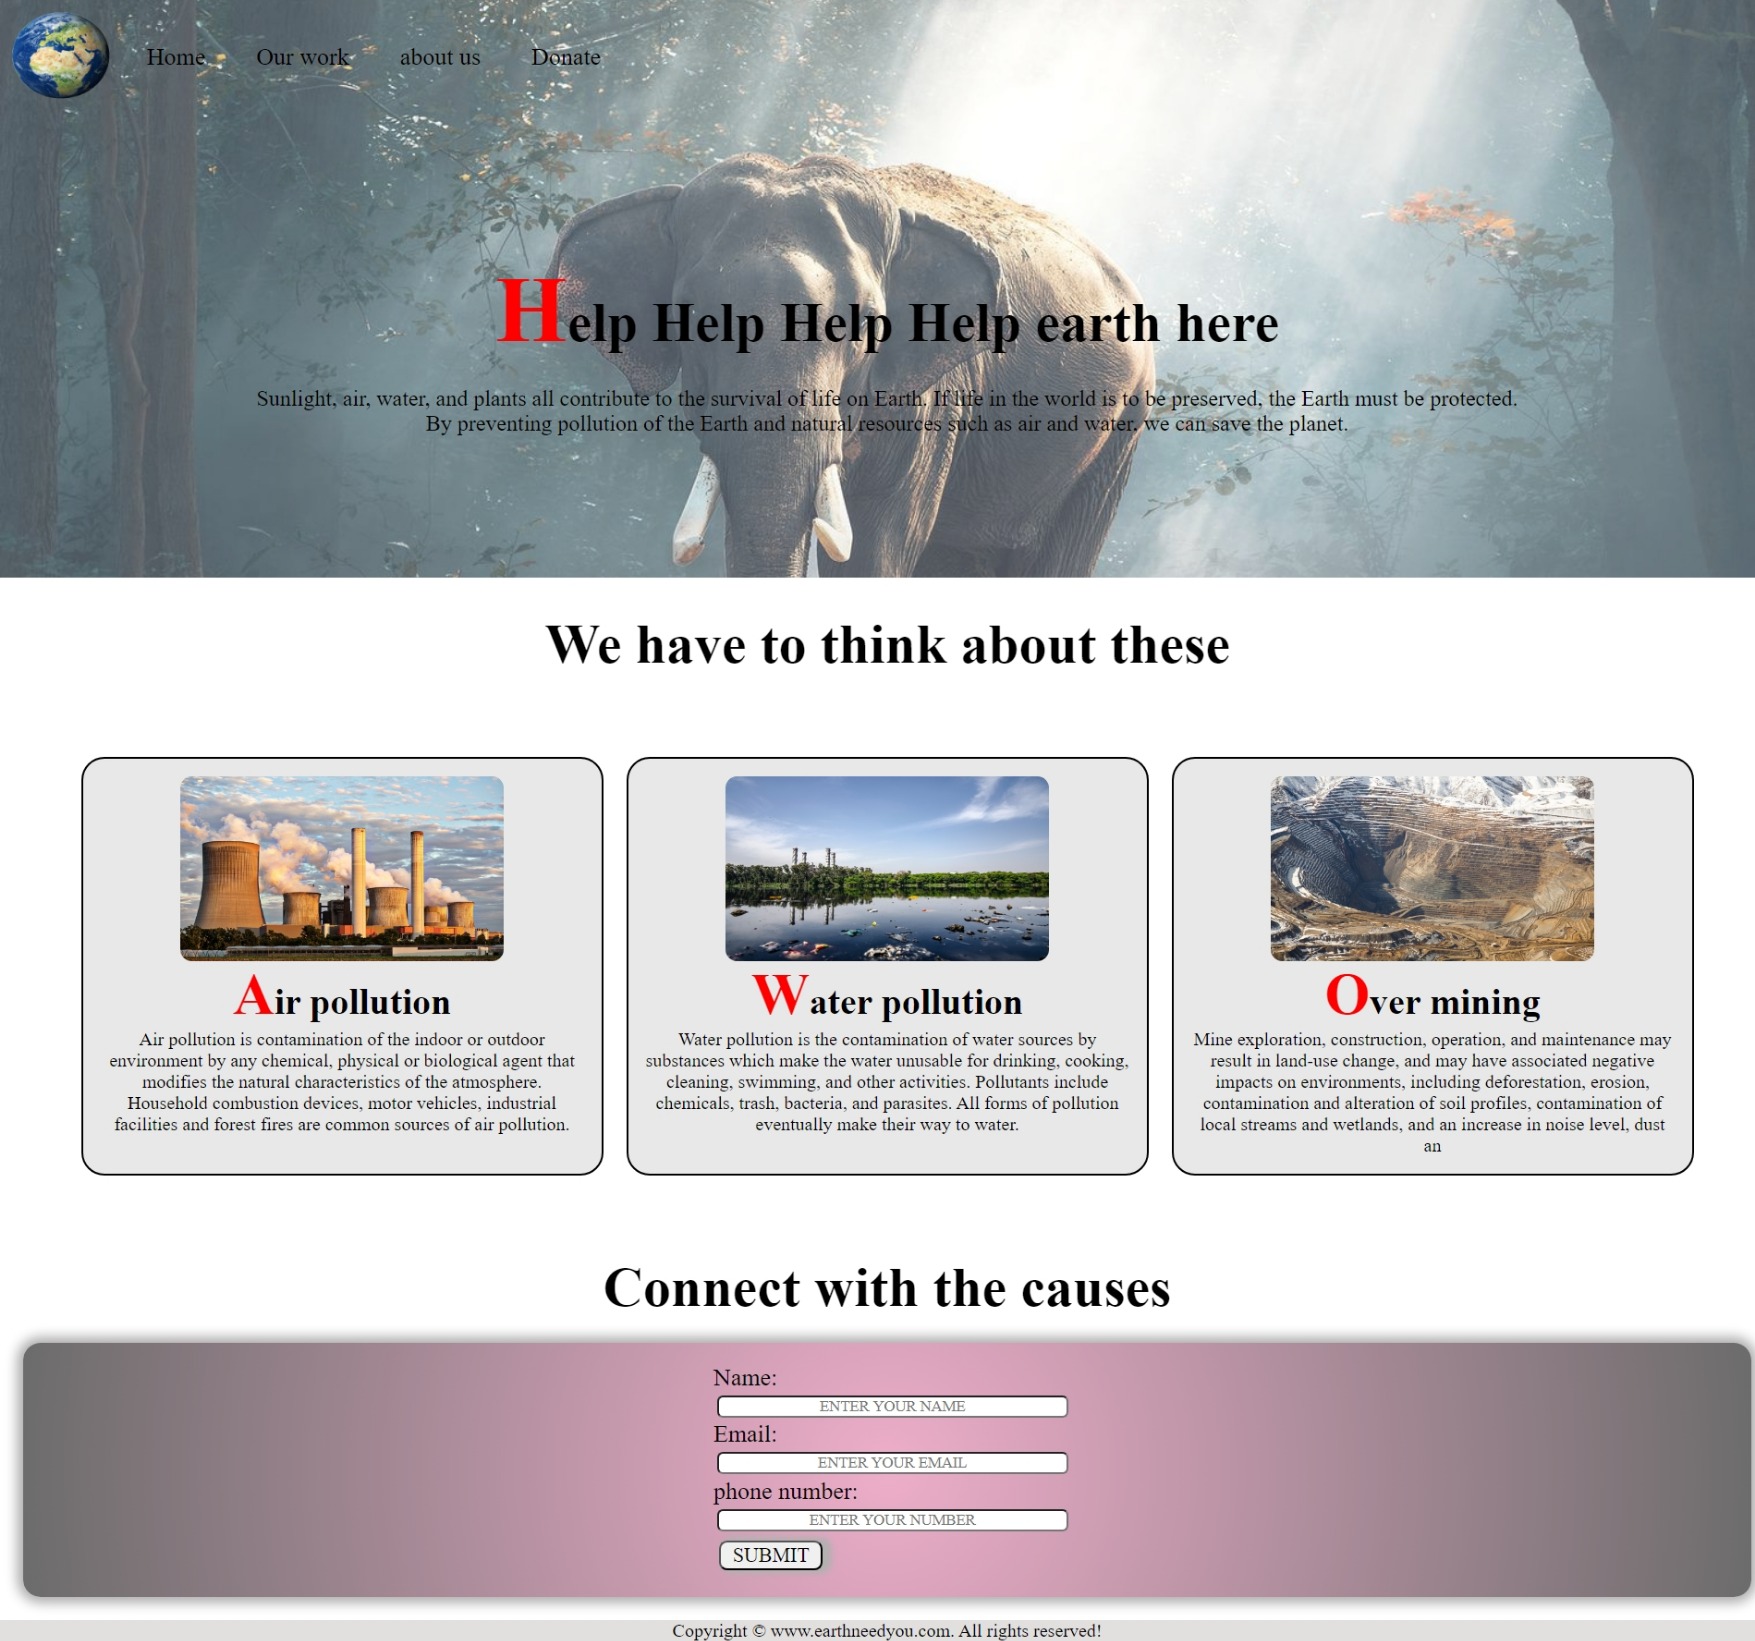 Home Our work about us Donate
Help Help Help Help earth here
Sunlight, air, water, and plants all contribute to the survival of life on Earth. If life in the world is to be preserved, the Earth must be protected.
By preventing pollution of the Earth and natural resources such as air and water, we can save the planet.
We have to think about these
Air pollution
Air pollution is contamination of the indoor or outdoor
environment by any chemical, physical or biological agent that
modifies the natural characteristics of the atmosphere.
Household combustion devices, motor vehicles, industrial
facilities and forest fires are common sources of air pollution.
Water pollution
Water pollution is the contamination of water sources by
substances which make the water unusable for drinking, cooking,
cleaning, swimming, and other activities. Pollutants include
chemicals, trash, bacteria, and parasites. All forms of pollution
eventually make their way to water.
Over mining
Mine exploration, construction, operation, and maintenance may
result in land-use change, and may have associated negative
impacts on environments, including deforestation, erosion,
contamination and alteration of soil profiles, contamination of
local streams and wetlands, and an increase in noise level, dust
an
Connect with the causes
Name:
ENTER YOUR NAME
Email:
ENTER YOUR EMAIL
phone number:
ENTER YOUR NUMBER
SUBMIT
Copyright © www.earthneedyou.com. All rights reserved!